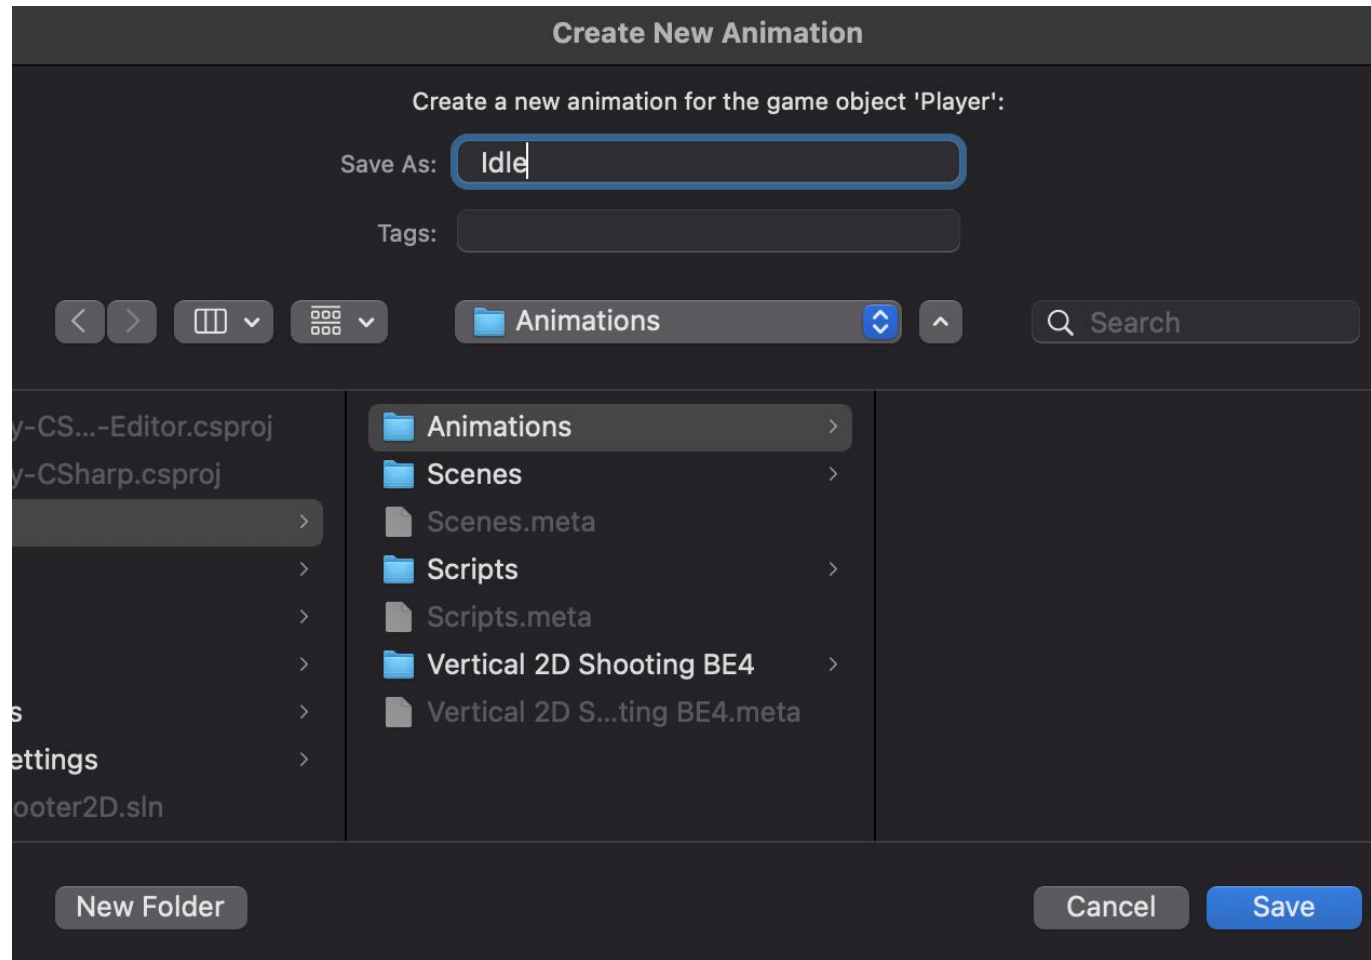 Create New Animation
Create a new animation for the game object 'Player':
Save As: Idle
Tags:
Animations
Search
y-CS...-Editor.csproj
y-CSharp.csproj
s
ettings
ooter2D.sln
Animations
Scenes
Scenes.meta
Scripts
Scripts.meta
Vertical 2D Shooting BE4
Vertical 2D S...ting BE4.meta
New Folder
Cancel
Save